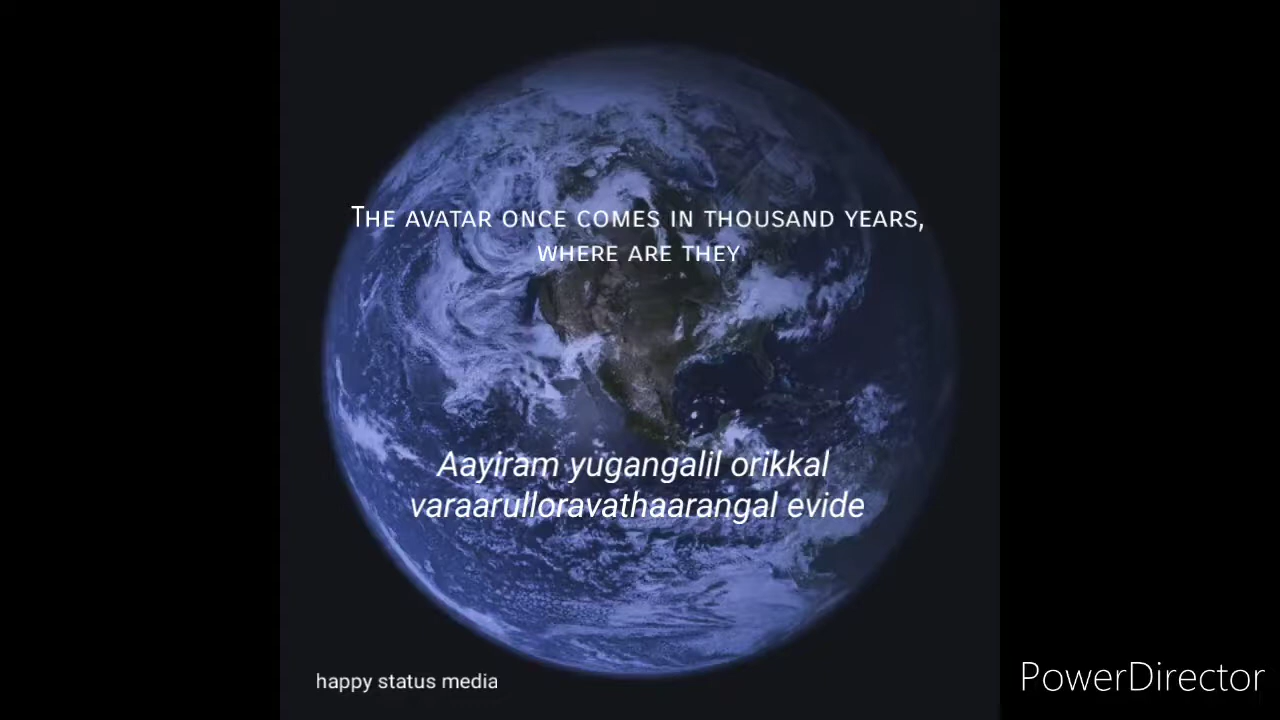 The avatar once comes in thousand years,
where are they
Aayiram yugangalil orikkal
varaarulloravathaarangal evide
happy status media
PowerDirector